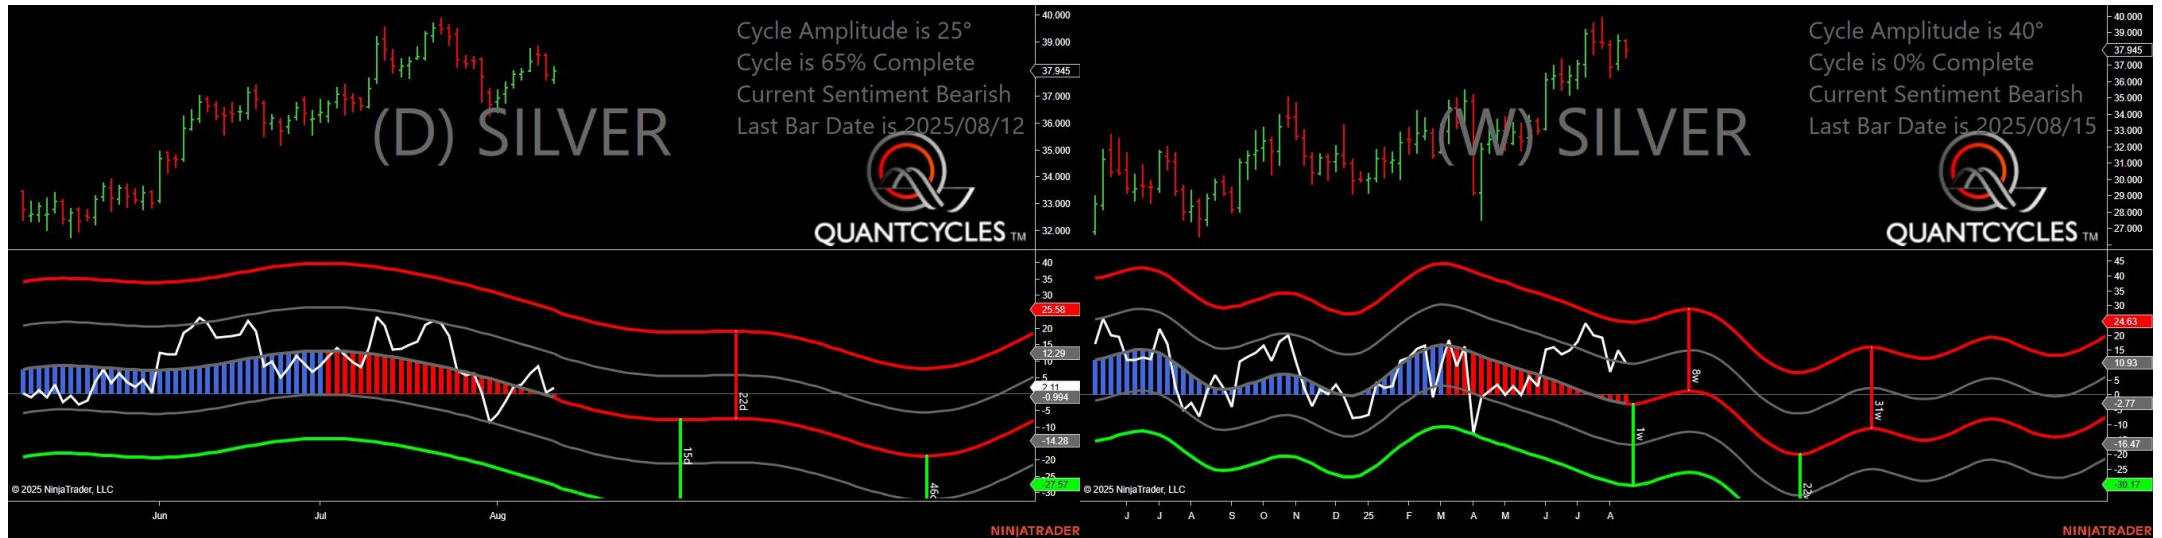 Cycle Amplitude is 25°
Cycle is 65% Complete
Current Sentiment Bearish
Last Bar Date is 2025/08/12
(D) SILVER
QUANTCYCLES TM
40.000
39.000
37.945
37.000
36.000
35.000
34.000
33.000
32.000
40
35
30
25.58
20
15
12.29
10
5
2.11
-0.994
-5
-10
-14.28
-20
-25
-27.57
-30
22d
15d
46d
© 2025 NinjaTrader, LLC
Jun
Jul
Aug
NINJATRADER
Cycle Amplitude is 40°
Cycle is 0% Complete
Current Sentiment Bearish
Last Bar Date is 2025/08/15
(W) SILVER
QUANTCYCLES TM
40.000
39.000
37.945
37.000
36.000
35.000
34.000
33.000
32.000
31.000
30.000
29.000
28.000
27.000
45
40
35
30
24.63
20
15
10.93
5
0
-2.77
-10
-16.47
-20
-25
-30.17
8w
1w
31w
© 2025 NinjaTrader, LLC
J J A S O N D 25 F M A M J J A
NINJATRADER